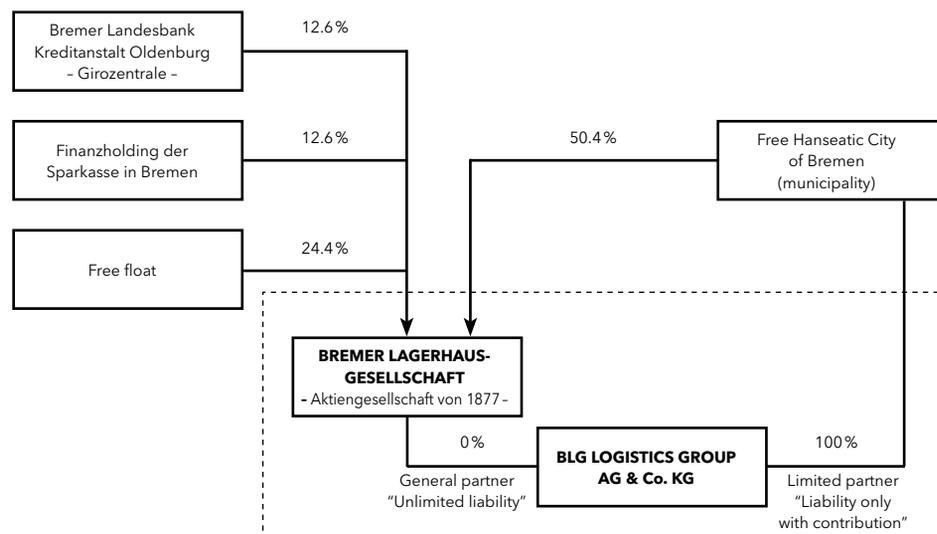 Bremer Landesbank
Kreditanstalt Oldenburg
– Girozentrale –
12.6 %
Finanzholding der
Sparkasse in Bremen
12.6 %
50.4 %
Free Hanseatic City
of Bremen
(municipality)
Free float
24.4 %
BREMER LAGERHAUS-
GESELLSCHAFT
– Aktiengesellschaft von 1877 –
0 %
General partner
“Unlimited liability”
BLG LOGISTICS GROUP
AG & Co. KG
100 %
Limited partner
“Liability only
with contribution”